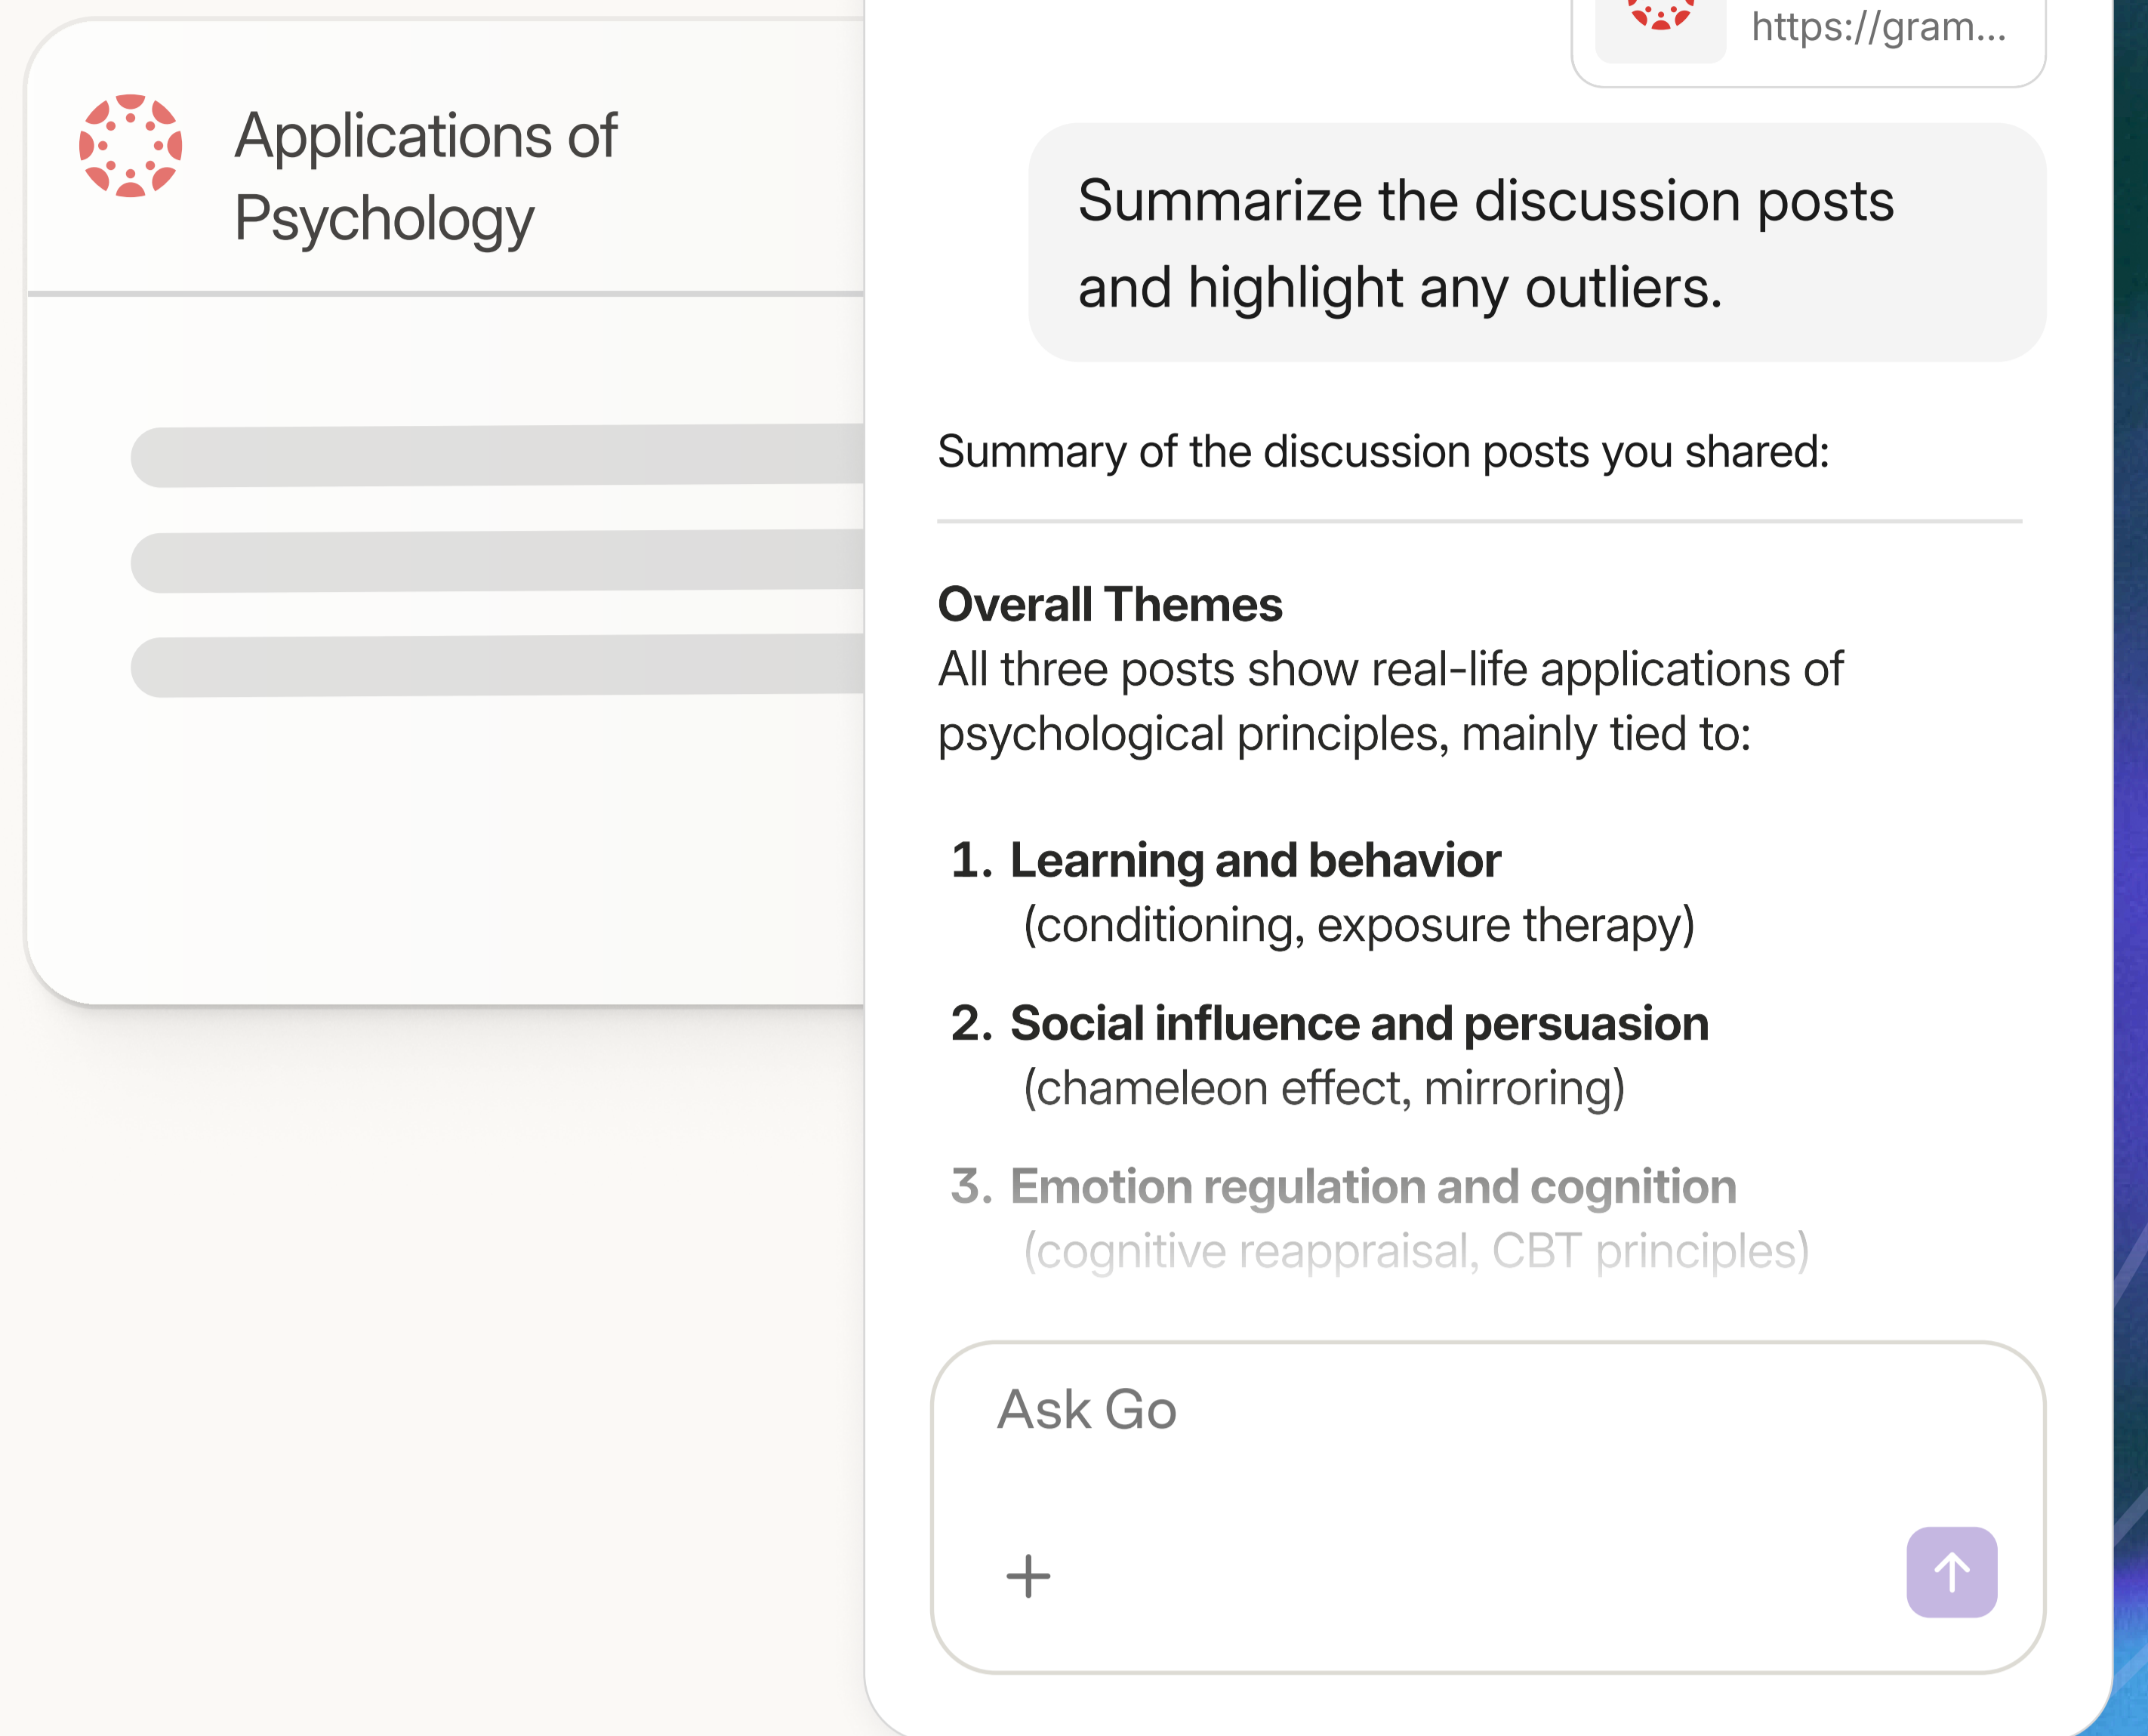 Applications of
Psychology
https://gram...
Summarize the discussion posts
and highlight any outliers.
Summary of the discussion posts you shared:
Overall Themes
All three posts show real-life applications of
psychological principles, mainly tied to:
1. Learning and behavior
(conditioning, exposure therapy)
2. Social influence and persuasion
(chameleon effect, mirroring)
3. Emotion regulation and cognition
(cognitive reappraisal, CBT principles)
Ask Go